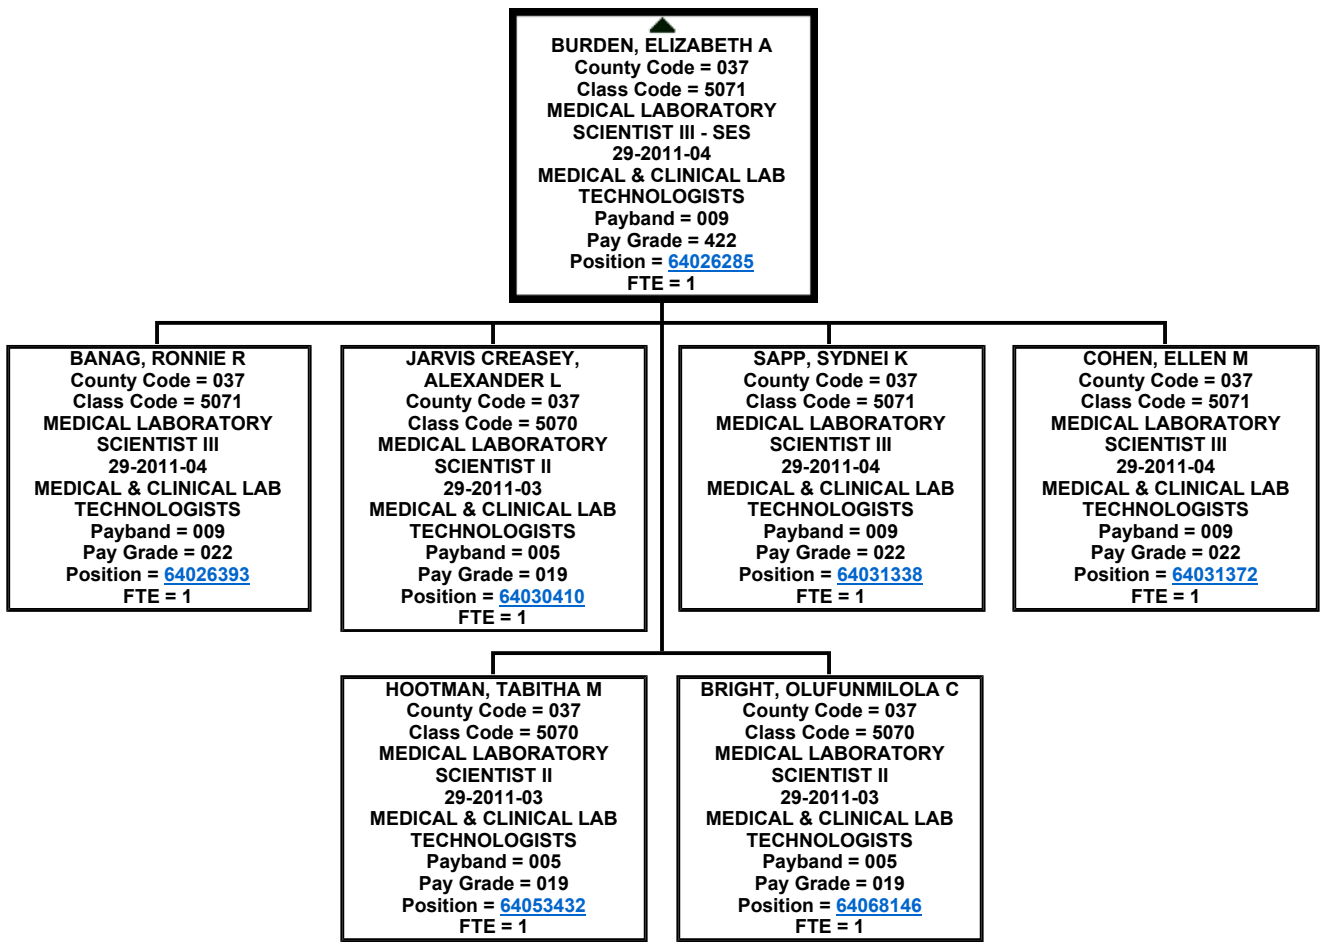 BURDEN, ELIZABETH A
County Code = 037
Class Code = 5071
MEDICAL LABORATORY
SCIENTIST III - SES
29-2011-04
MEDICAL & CLINICAL LAB
TECHNOLOGISTS
Payband = 009
Pay Grade = 422
Position = 64026285
FTE = 1
BANAG, RONNIE R
County Code = 037
Class Code = 5071
MEDICAL LABORATORY
SCIENTIST III
29-2011-04
MEDICAL & CLINICAL LAB
TECHNOLOGISTS
Payband = 009
Pay Grade = 022
Position = 64026393
FTE = 1
JARVIS CREASEY,
ALEXANDER L
County Code = 037
Class Code = 5070
MEDICAL LABORATORY
SCIENTIST II
29-2011-03
MEDICAL & CLINICAL LAB
TECHNOLOGISTS
Payband = 005
Pay Grade = 019
Position = 64030410
FTE = 1
SAPP, SYDNEI K
County Code = 037
Class Code = 5071
MEDICAL LABORATORY
SCIENTIST III
29-2011-04
MEDICAL & CLINICAL LAB
TECHNOLOGISTS
Payband = 009
Pay Grade = 022
Position = 64031338
FTE = 1
COHEN, ELLEN M
County Code = 037
Class Code = 5071
MEDICAL LABORATORY
SCIENTIST III
29-2011-04
MEDICAL & CLINICAL LAB
TECHNOLOGISTS
Payband = 009
Pay Grade = 022
Position = 64031372
FTE = 1
HOOTMAN, TABITHA M
County Code = 037
Class Code = 5070
MEDICAL LABORATORY
SCIENTIST II
29-2011-03
MEDICAL & CLINICAL LAB
TECHNOLOGISTS
Payband = 005
Pay Grade = 019
Position = 64053432
FTE = 1
BRIGHT, OLUFUNMILOLA C
County Code = 037
Class Code = 5070
MEDICAL LABORATORY
SCIENTIST II
29-2011-03
MEDICAL & CLINICAL LAB
TECHNOLOGISTS
Payband = 005
Pay Grade = 019
Position = 64068146
FTE = 1